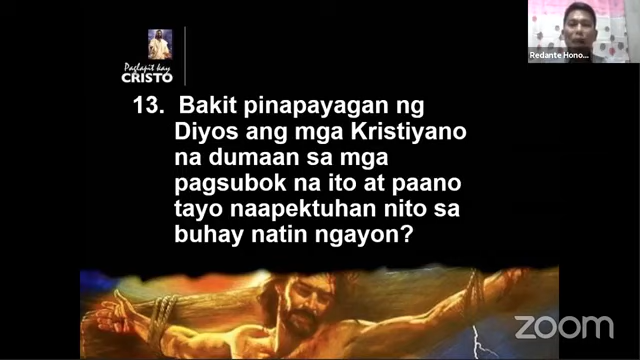 Redante Hono...
Paglapit kay
CRISTO
13. Bakit pinapayagan ng
Diyos ang mga Kristiyano
na dumaan sa mga
pagsubok na ito at paano
tayo naapektuhan nito sa
buhay natin ngayon?
zoom